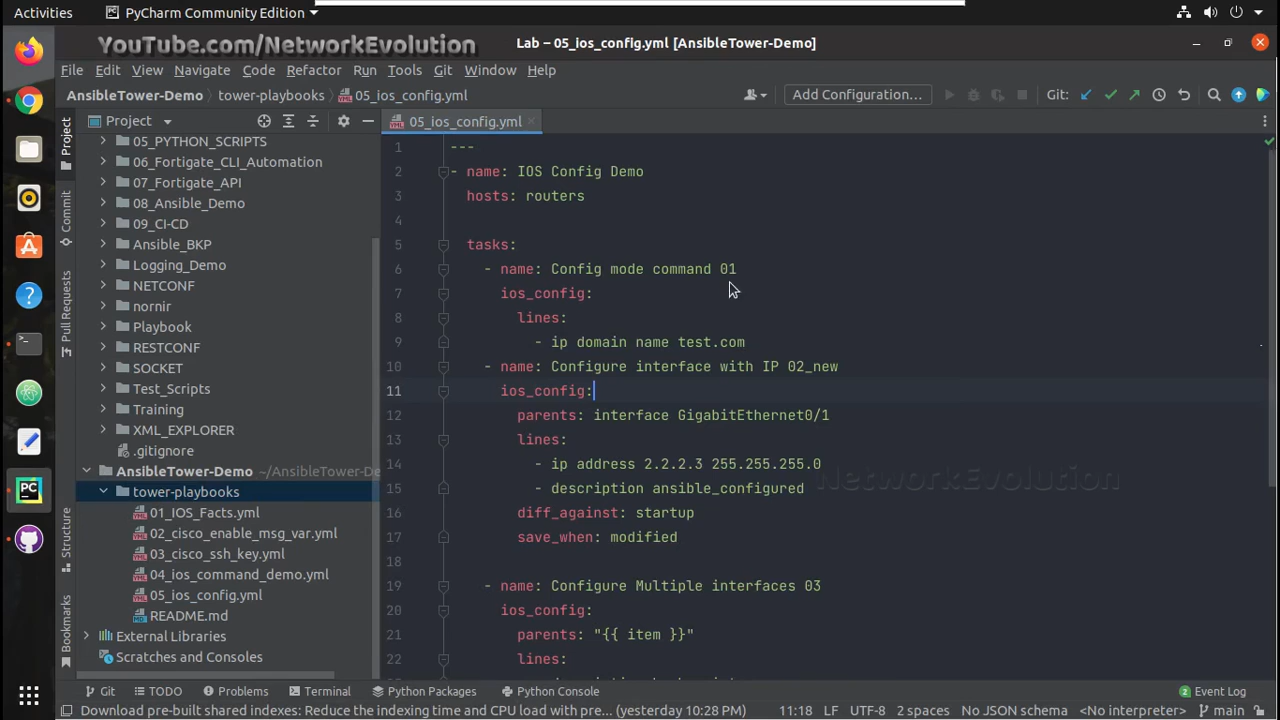 Activities
PyCharm Community Edition
YouTube.com/NetworkEvolution
Lab – 05_ios_config.yml [AnsibleTower-Demo]
File Edit View Navigate Code Refactor Run Tools Git Window Help
AnsibleTower-Demo tower-playbooks 05_ios_config.yml
Add Configuration...
Git:
Project
05_ios_config.yml
Project
Commit
Pull Requests
Structure
Bookmarks
05_PYTHON_SCRIPTS
06_Fortigate_CLI_Automation
07_Fortigate_API
08_Ansible_Demo
09_CI-CD
Ansible_BKP
Logging_Demo
NETCONF
nornir
Playbook
RESTCONF
SOCKET
Test_Scripts
Training
XML_EXPLORER
.gitignore
AnsibleTower-Demo ~/AnsibleTower-De
tower-playbooks
01_IOS_Facts.yml
02_cisco_enable_msg_var.yml
03_cisco_ssh_key.yml
04_ios_command_demo.yml
05_ios_config.yml
README.md
External Libraries
Scratches and Consoles
1 ---
2 - name: IOS Config Demo
3 hosts: routers
4
5 tasks:
6 - name: Config mode command 01
7 ios_config:
8 lines:
9 - ip domain name test.com
10 - name: Configure interface with IP 02_new
11 ios_config:
12 parents: interface GigabitEthernet0/1
13 lines:
14 - ip address 2.2.2.3 255.255.255.0
15 - description ansible_configured
16 diff_against: startup
17 save_when: modified
18
19 - name: Configure Multiple interfaces 03
20 ios_config:
21 parents: "{{ item }}"
22 lines:
NetworkEvolution
Git TODO Problems Terminal Python Packages Python Console
2 Event Log
Download pre-built shared indexes: Reduce the indexing time and CPU load with pre... (yesterday 10:28 PM)
11:18 LF UTF-8 2 spaces No JSON schema <No interpreter> main